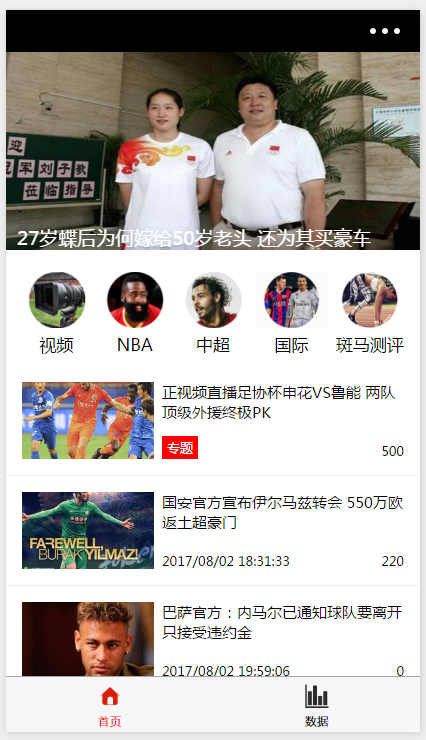 迎
冠军刘子歌
莅临指导
27岁蝶后为何嫁给50岁老头 还为其买豪车
视频
NBA
中超
国际
斑马测评
正视频直播足协杯申花VS鲁能 两队
顶级外援终极PK
专题
500
国安官方宣布伊尔马兹转会 550万欧
返土超豪门
FAREWELL,
BURAK YILMAZ!
2017/08/02 18:31:33
220
巴萨官方：内马尔已通知球队要离开
只接受违约金
2017/08/02 19:59:06
0
首页
数据